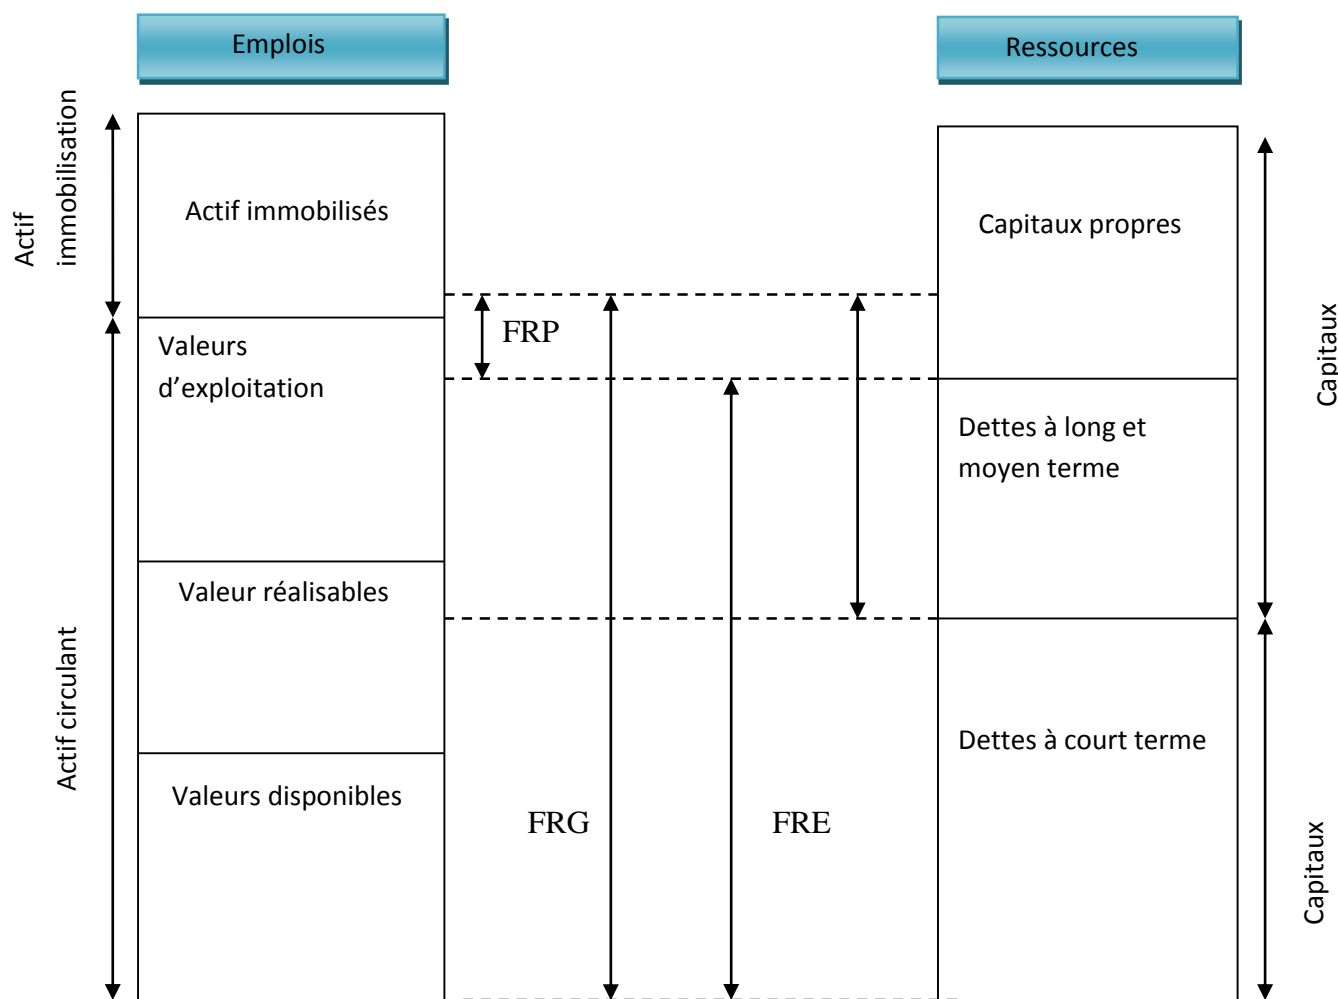 Emplois
Ressources
Actif
immobilisation
Actif immobilisés
Capitaux propres
FRP
Valeurs
d’exploitation
Capitaux
Dettes à long et
moyen terme
Valeur réalisables
Actif circulant
Dettes à court terme
Valeurs disponibles
FRG
FRE
Capitaux